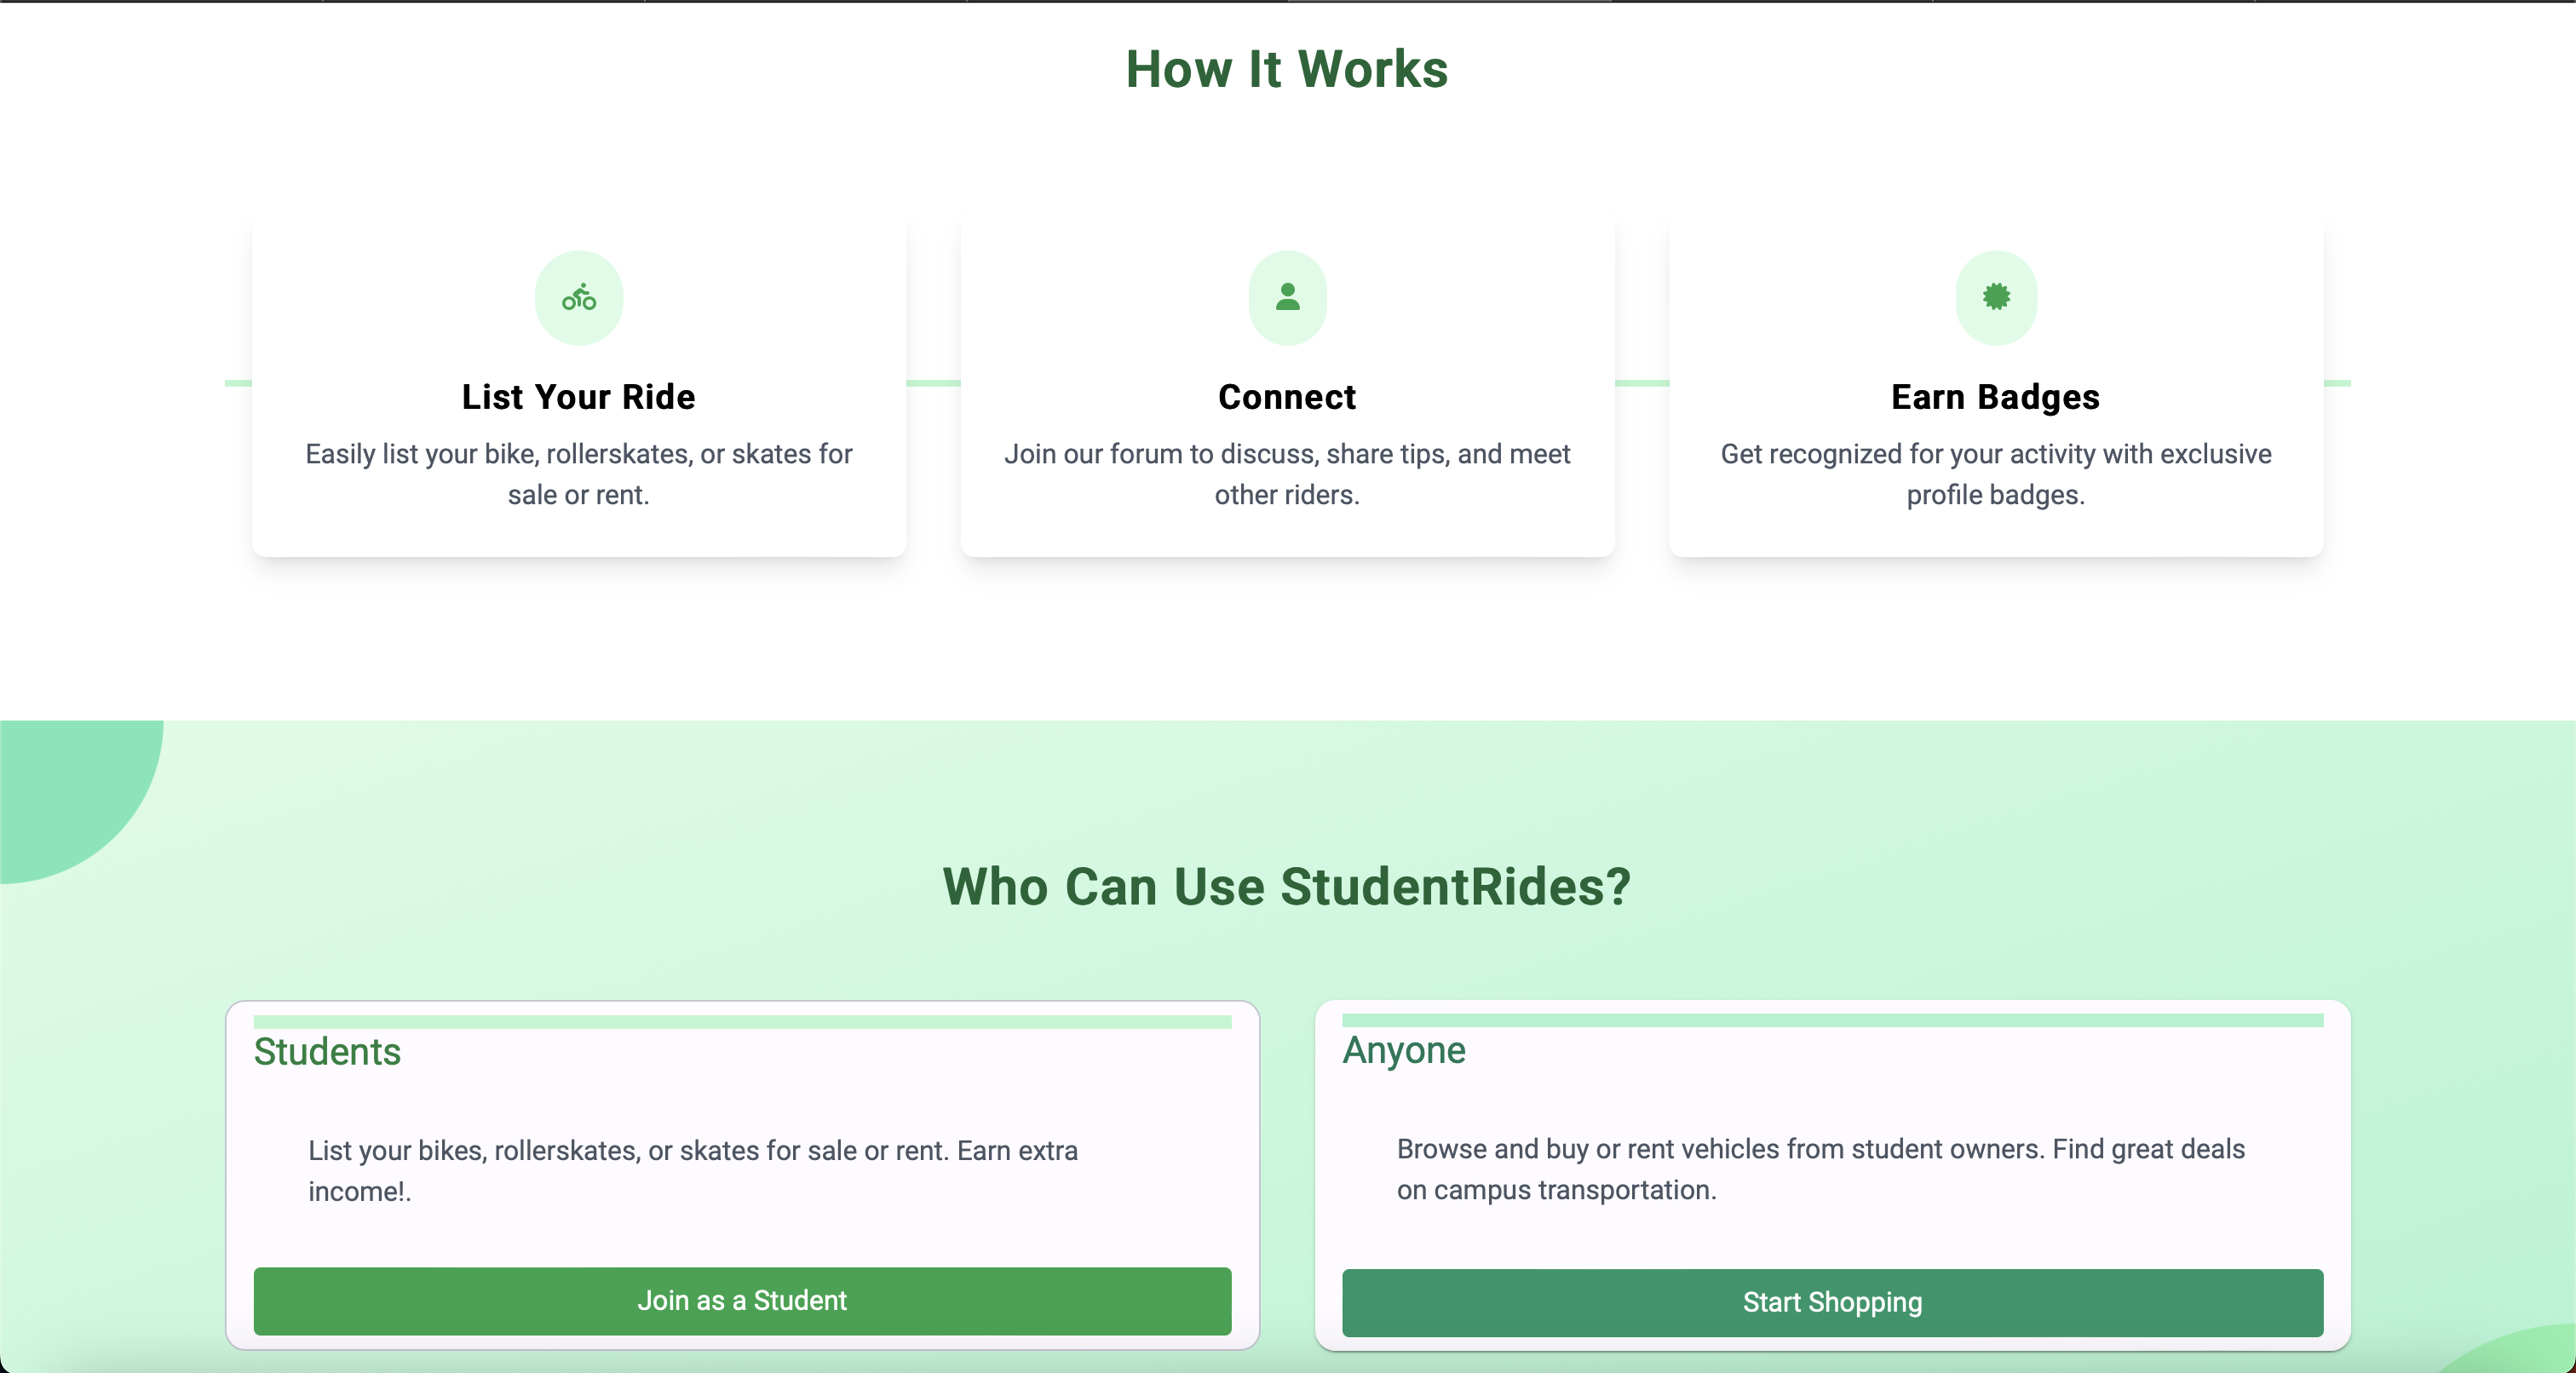 How It Works
List Your Ride
Easily list your bike, rollerskates, or skates for
sale or rent.
Connect
Join our forum to discuss, share tips, and meet
other riders.
Earn Badges
Get recognized for your activity with exclusive
profile badges.
Who Can Use StudentRides?
Students
List your bikes, rollerskates, or skates for sale or rent. Earn extra
income!.
Join as a Student
Anyone
Browse and buy or rent vehicles from student owners. Find great deals
on campus transportation.
Start Shopping